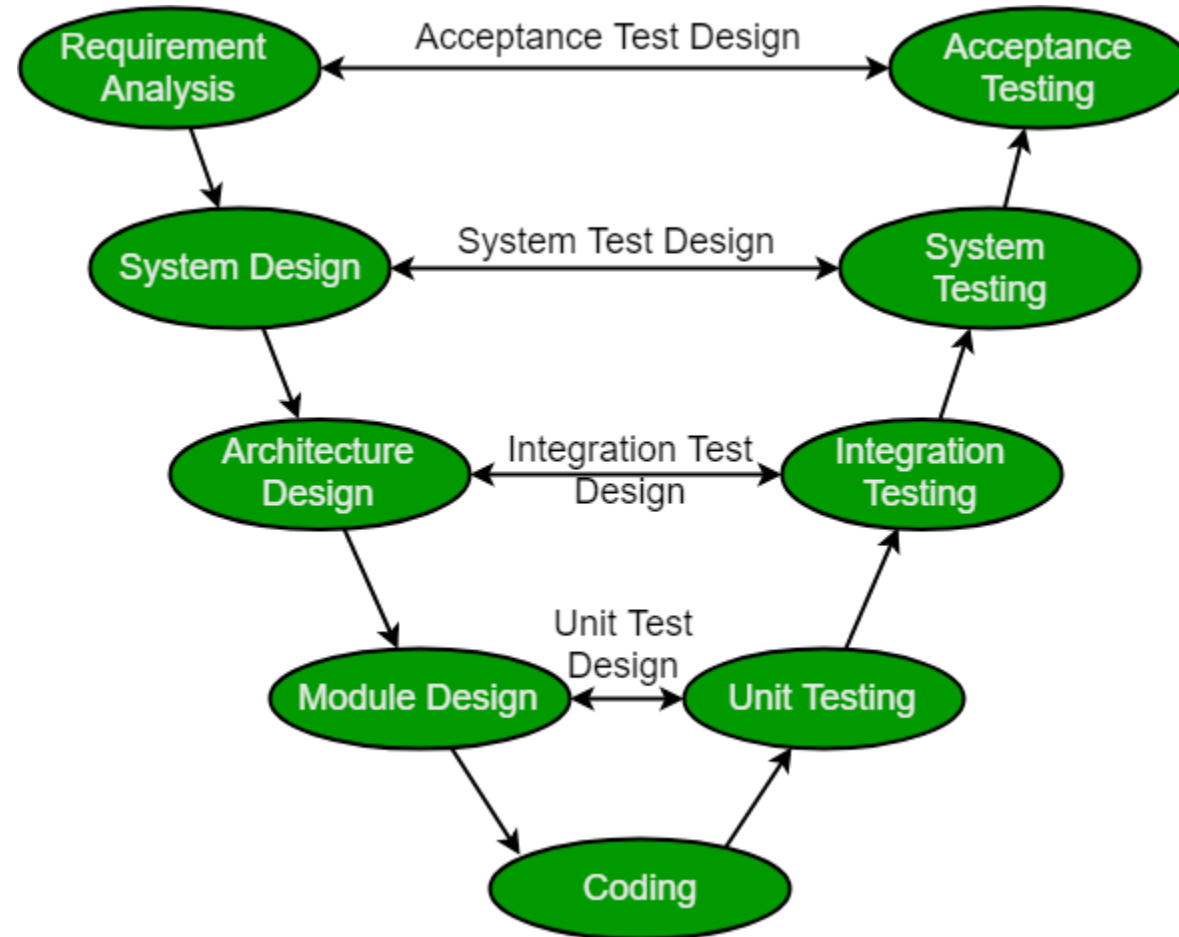 Requirement
Analysis
Acceptance Test Design
Acceptance
Testing
System Design
System Test Design
System
Testing
Architecture
Design
Integration Test
Design
Integration
Testing
Module Design
Unit Test
Design
Unit Testing
Coding